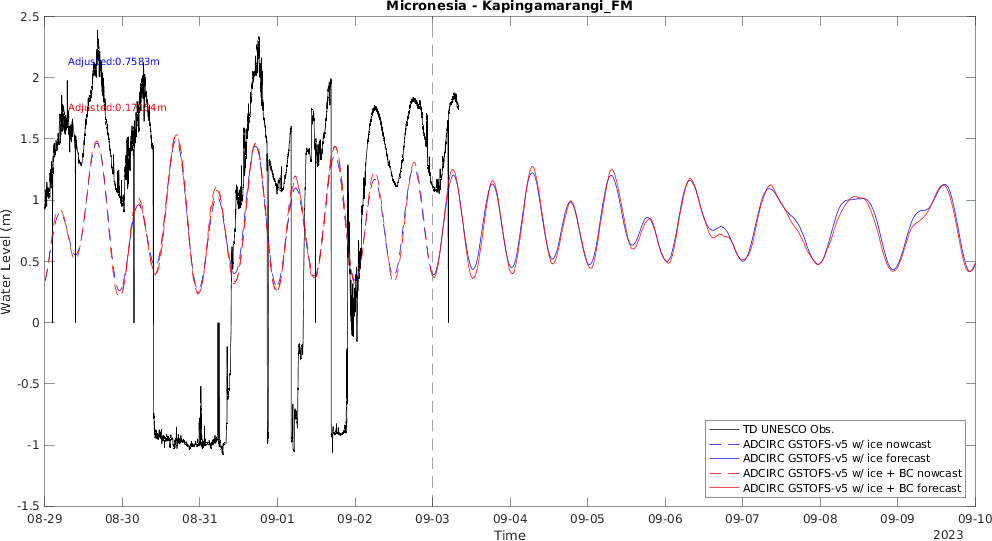 Micronesia - Kapingamarangi_FM
Adjusted:0.7583m
Water Level (m)
2.5
2
1.5
1
0.5
0
-0.5
-1
-1.5
TD UNESCO Obs.
ADCIRC GSTOFS-v5 w/ ice nowcast
ADCIRC GSTOFS-v5 w/ ice forecast
ADCIRC GSTOFS-v5 w/ ice + BC nowcast
ADCIRC GSTOFS-v5 w/ ice + BC forecast
08-29 08-30 08-31 09-01 09-02 09-03 09-04 09-05 09-06 09-07 09-08 09-09 09-10
Time
2023